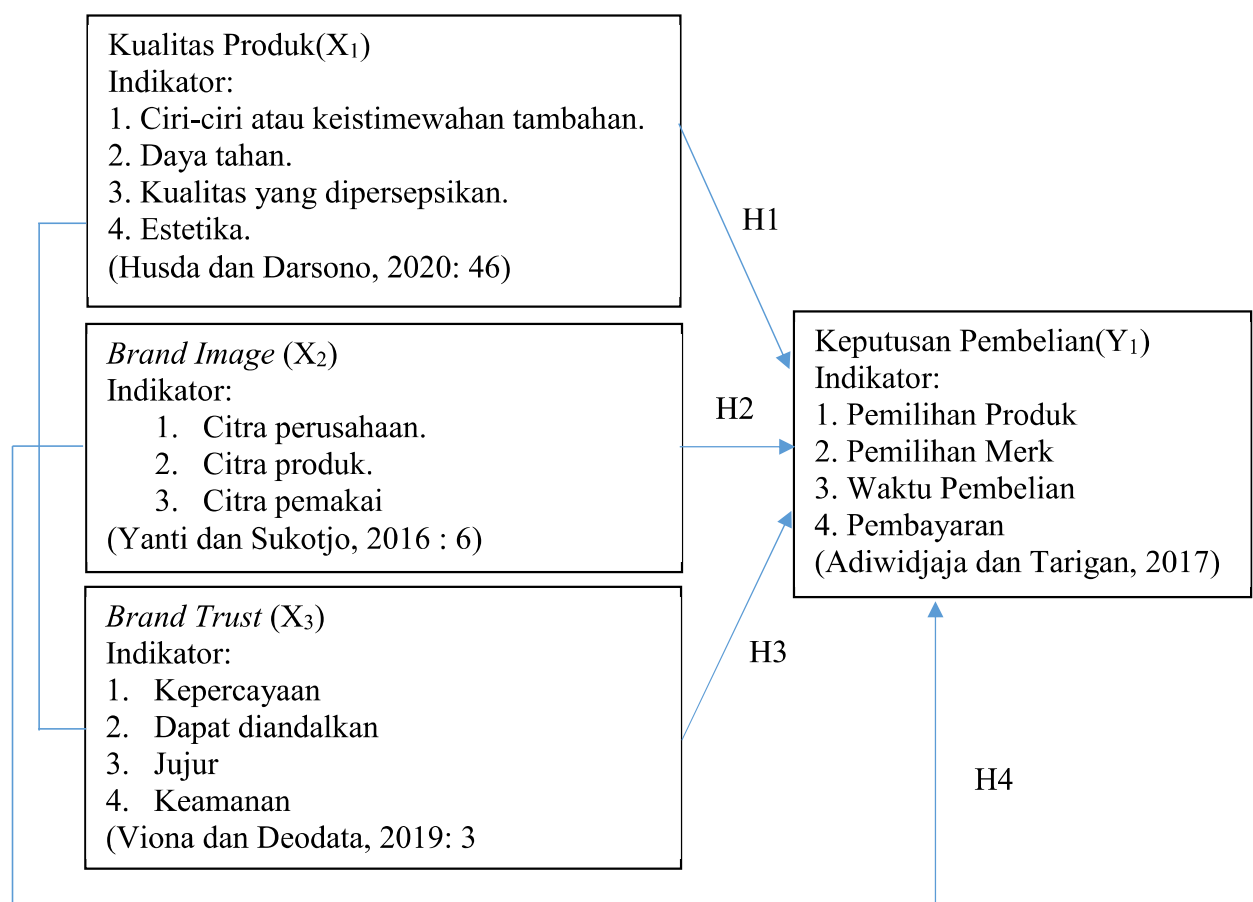 Kualitas Produk(X₁)
Indikator:
1. Ciri-ciri atau keistimewahan tambahan.
2. Daya tahan.
3. Kualitas yang dipersepsikan.
4. Estetika.
(Husda dan Darsono, 2020: 46)
Brand Image (X₂)
Indikator:
1. Citra perusahaan.
2. Citra produk.
3. Citra pemakai
(Yanti dan Sukotjo, 2016 : 6)
Brand Trust (X₃)
Indikator:
1. Kepercayaan
2. Dapat diandalkan
3. Jujur
4. Keamanan
(Viona dan Deodata, 2019: 3
H1
H2
H3
H4
Keputusan Pembelian(Y₁)
Indikator:
1. Pemilihan Produk
2. Pemilihan Merk
3. Waktu Pembelian
4. Pembayaran
(Adiwidjaja dan Tarigan, 2017)